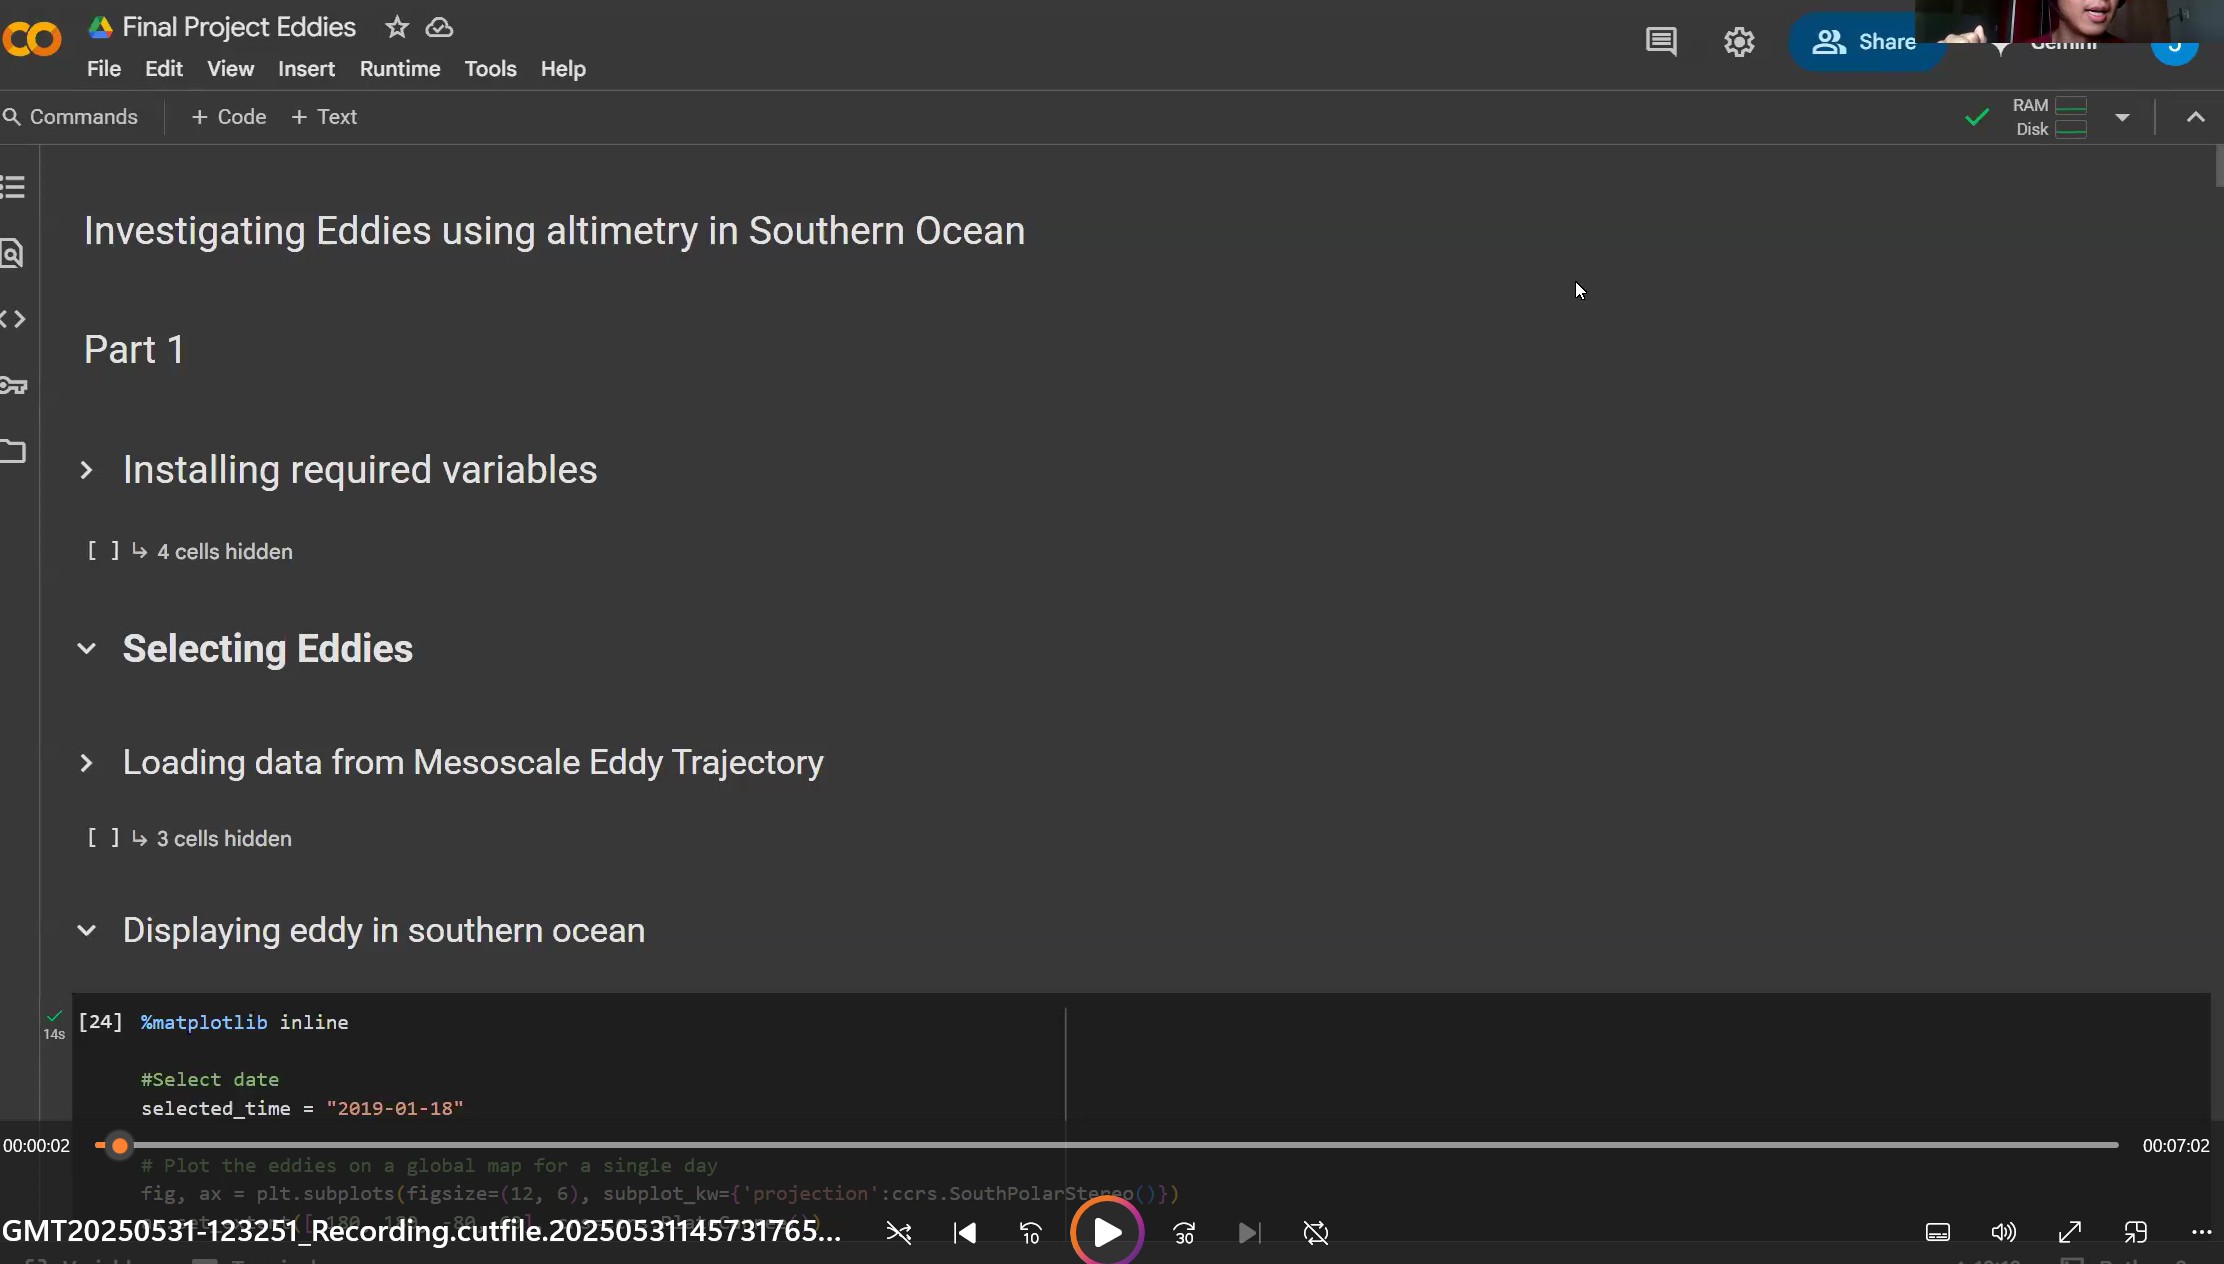 Final Project Eddies
Share
File Edit View Insert Runtime Tools Help
Commands + Code + Text
RAM
Disk
Investigating Eddies using altimetry in Southern Ocean
Part 1
Installing required variables
[ ] ↳ 4 cells hidden
Selecting Eddies
Loading data from Mesoscale Eddy Trajectory
[ ] ↳ 3 cells hidden
Displaying eddy in southern ocean
[24] %matplotlib inline
14s
#Select date
selected_time = "2019-01-18"
00:00:02 00:07:02
# Plot the eddies on a global map for a single day
fig, ax = plt.subplots(figsize=(12, 6), subplot_kw={'projection':ccrs.SouthPolarStereo()})
GMT20250531-123251_Recording.cutfile.20250531145731765...
10 30